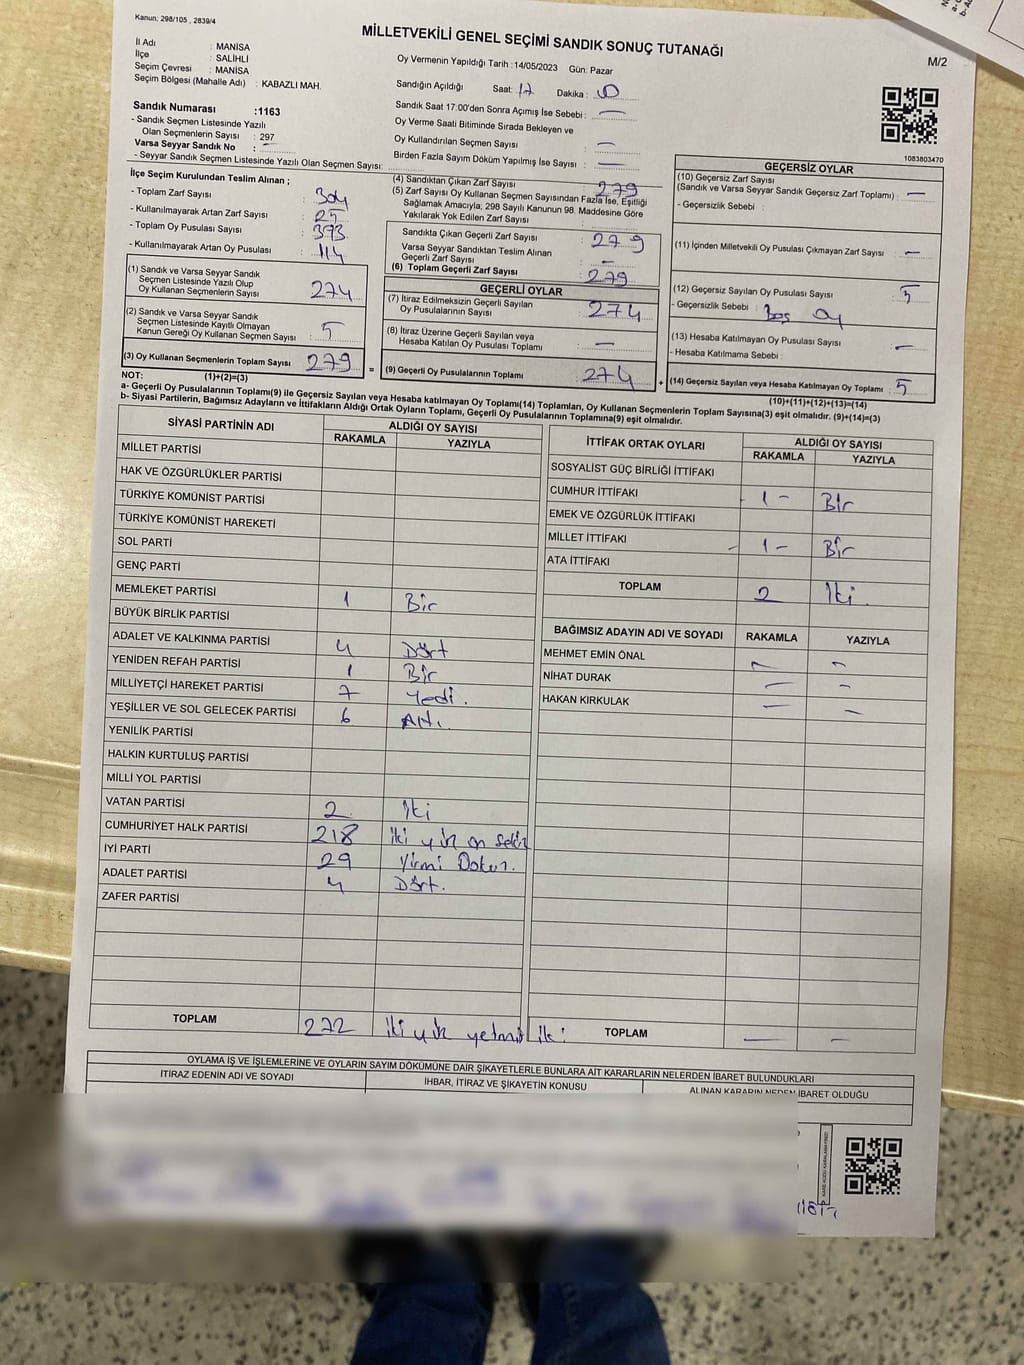 Kanun; 298/105 , 2839/4
MİLLETVEKİLİ GENEL SEÇİMİ SANDIK SONUÇ TUTANAĞI
M/2
İl Adı : MANİSA
İlçe : SALİHLİ
Seçim Çevresi : MANİSA
Seçim Bölgesi (Mahalle Adı) : KABAZLI MAH.
Oy Vermenin Yapıldığı Tarih :14/05/2023 Gün: Pazar
Sandığın Açıldığı Saat: 17 Dakika :
Sandık Saat 17:00'den Sonra Açımış İse Sebebi : —
Oy Verme Saati Bitiminde Sırada Bekleyen ve
Oy Kullandırılan Seçmen Sayısı : —
Birden Fazla Sayım Döküm Yapılmış İse Sayısı : —
1083803470
Sandık Numarası :1163
- Sandık Seçmen Listesinde Yazılı
Olan Seçmenlerin Sayısı : 297
Varsa Seyyar Sandık No : —
- Seyyar Sandık Seçmen Listesinde Yazılı Olan Seçmen Sayısı:
İlçe Seçim Kurulundan Teslim Alınan ;
- Toplam Zarf Sayısı : 304
- Kullanılmayarak Artan Zarf Sayısı : 25
- Toplam Oy Pusulası Sayısı : 373
- Kullanılmayarak Artan Oy Pusulası : 114
(1) Sandık ve Varsa Seyyar Sandık
Seçmen Listesinde Yazılı Olup
Oy Kullanan Seçmenlerin Sayısı : 274
(2) Sandık ve Varsa Seyyar Sandık
Seçmen Listesinde Kayıtlı Olmayan
Kanun Gereği Oy Kullanan Seçmen Sayısı : 5
(3) Oy Kullanan Seçmenlerin Toplam Sayısı : 279
(4) Sandıktan Çıkan Zarf Sayısı : 279
(5) Zarf Sayısı Oy Kullanan Seçmen Sayısından Fazla İse, Eşitliği
Sağlamak Amacıyla; 298 Sayılı Kanunun 98. Maddesine Göre
Yakılarak Yok Edilen Zarf Sayısı :
Sandıkta Çıkan Geçerli Zarf Sayısı : 279
Varsa Seyyar Sandıktan Teslim Alınan
Geçerli Zarf Sayısı : —
(6) Toplam Geçerli Zarf Sayısı : 279
GEÇERLİ OYLAR
(7) İtiraz Edilmeksizin Geçerli Sayılan
Oy Pusulalarının Sayısı : 274
(8) İtiraz Üzerine Geçerli Sayılan veya
Hesaba Katılan Oy Pusulası Toplamı : —
= (9) Geçerli Oy Pusulalarının Toplamı : 274
GEÇERSİZ OYLAR
(10) Geçersiz Zarf Sayısı
(Sandık ve Varsa Seyyar Sandık Geçersiz Zarf Toplamı) : —
- Geçersizlik Sebebi :
(11) İçinden Milletvekili Oy Pusulası Çıkmayan Zarf Sayısı : —
(12) Geçersiz Sayılan Oy Pusulası Sayısı : 5
- Geçersizlik Sebebi : Boş Oy
(13) Hesaba Katılmayan Oy Pusulası Sayısı : —
- Hesaba Katılmama Sebebi :
+ (14) Geçersiz Sayılan veya Hesaba Katılmayan Oy Toplamı : 5
NOT: (1)+(2)=(3) (10)+(11)+(12)+(13)=(14)
a- Geçerli Oy Pusulalarının Toplamı(9) ile Geçersiz Sayılan veya Hesaba katılmayan Oy Toplamı(14) Toplamları, Oy Kullanan Seçmenlerin Toplam Sayısına(3) eşit olmalıdır. (9)+(14)=(3)
b- Siyasi Partilerin, Bağımsız Adayların ve İttifakların Aldığı Ortak Oyların Toplamı, Geçerli Oy Pusulalarının Toplamına(9) eşit olmalıdır.
SİYASİ PARTİNİN ADI ALDIĞI OY SAYISI
RAKAMLA YAZIYLA
MİLLET PARTİSİ
HAK VE ÖZGÜRLÜKLER PARTİSİ
TÜRKİYE KOMÜNİST PARTİSİ
TÜRKİYE KOMÜNİST HAREKETİ
SOL PARTİ
GENÇ PARTİ
MEMLEKET PARTİSİ 1 Bir
BÜYÜK BİRLİK PARTİSİ
ADALET VE KALKINMA PARTİSİ 4 Dört
YENİDEN REFAH PARTİSİ 1 Bir
MİLLİYETÇİ HAREKET PARTİSİ 7 Yedi.
YEŞİLLER VE SOL GELECEK PARTİSİ 6 Altı.
YENİLİK PARTİSİ
HALKIN KURTULUŞ PARTİSİ
MİLLİ YOL PARTİSİ
VATAN PARTİSİ 2 İki
CUMHURİYET HALK PARTİSİ 218 iki yüz on sekiz
İYİ PARTİ 29 Yirmi Dokuz.
ADALET PARTİSİ 4 Dört.
ZAFER PARTİSİ
TOPLAM 272 iki yüz yetmiş iki
İTTİFAK ORTAK OYLARI ALDIĞI OY SAYISI
RAKAMLA YAZIYLA
SOSYALİST GÜÇ BİRLİĞİ İTTİFAKI
CUMHUR İTTİFAKI - 1 - Bir
EMEK VE ÖZGÜRLÜK İTTİFAKI
MİLLET İTTİFAKI - 1 - Bir
ATA İTTİFAKI
TOPLAM 2 İki.
BAĞIMSIZ ADAYIN ADI VE SOYADI RAKAMLA YAZIYLA
MEHMET EMİN ÖNAL — —
NİHAT DURAK — —
HAKAN KIRKULAK — —
TOPLAM — —
OYLAMA İŞ VE İŞLEMLERİNE VE OYLARIN SAYIM DÖKÜMÜNE DAİR ŞİKAYETLERLE BUNLARA AİT KARARLARIN NELERDEN İBARET BULUNDUKLARI
İTİRAZ EDENİN ADI VE SOYADI İHBAR, İTİRAZ VE ŞİKAYETİN KONUSU ALINAN KARARIN NEDEN İBARET OLDUĞU